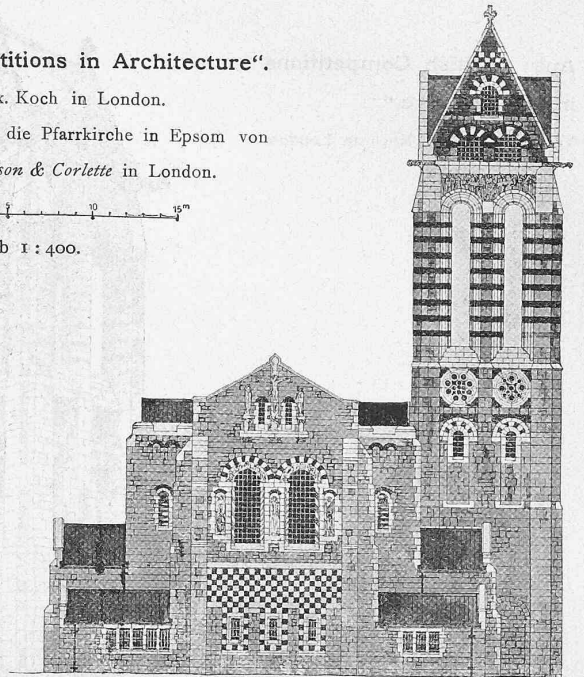 titions in Architecture“.
x. Koch in London.
die Pfarrkirche in Epsom von
son & Corlette in London.
5 10 15 m
b 1 : 400.